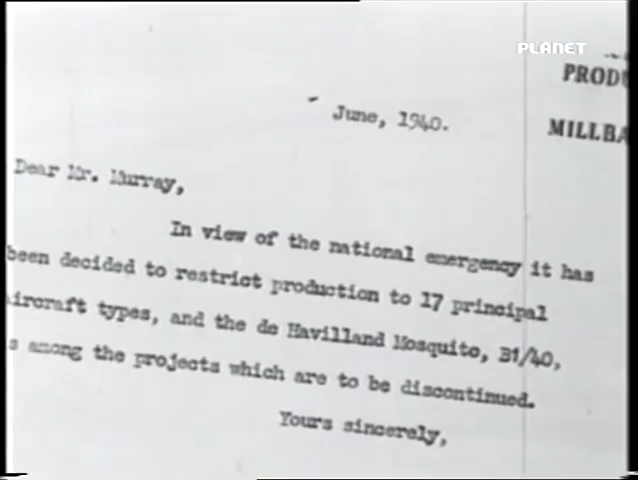 PLANET
PRODU
MILLBA
June, 1940.
Dear Mr. Murray,
In view of the national emergency it has
been decided to restrict production to 17 principal
aircraft types, and the de Havilland Mosquito, B1/40,
s among the projects which are to be discontinued.
Yours sincerely,